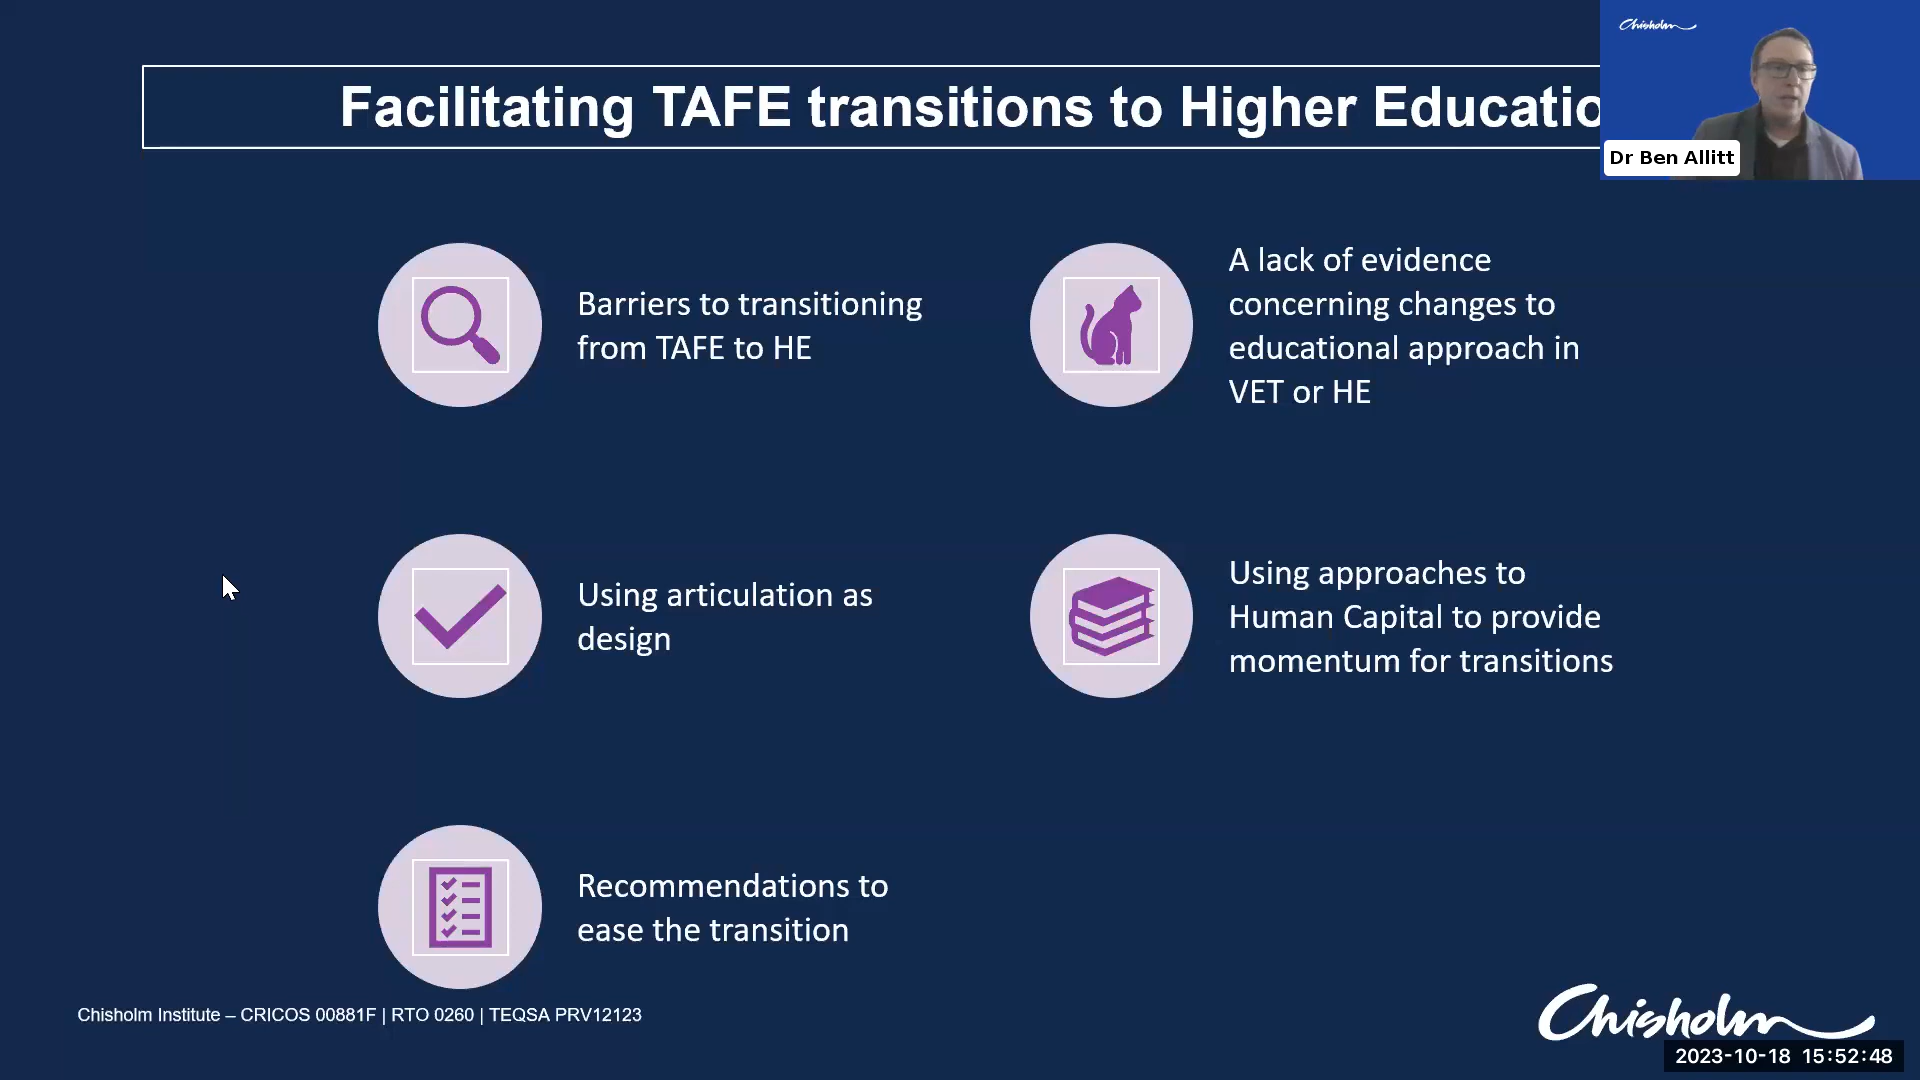 Chisholm
Facilitating TAFE transitions to Higher Educatio
Dr Ben Allitt
Barriers to transitioning
from TAFE to HE
A lack of evidence
concerning changes to
educational approach in
VET or HE
Using articulation as
design
Using approaches to
Human Capital to provide
momentum for transitions
Recommendations to
ease the transition
Chisholm Institute – CRICOS 00881F | RTO 0260 | TEQSA PRV12123
Chisholm
2023-10-18 15:52:48